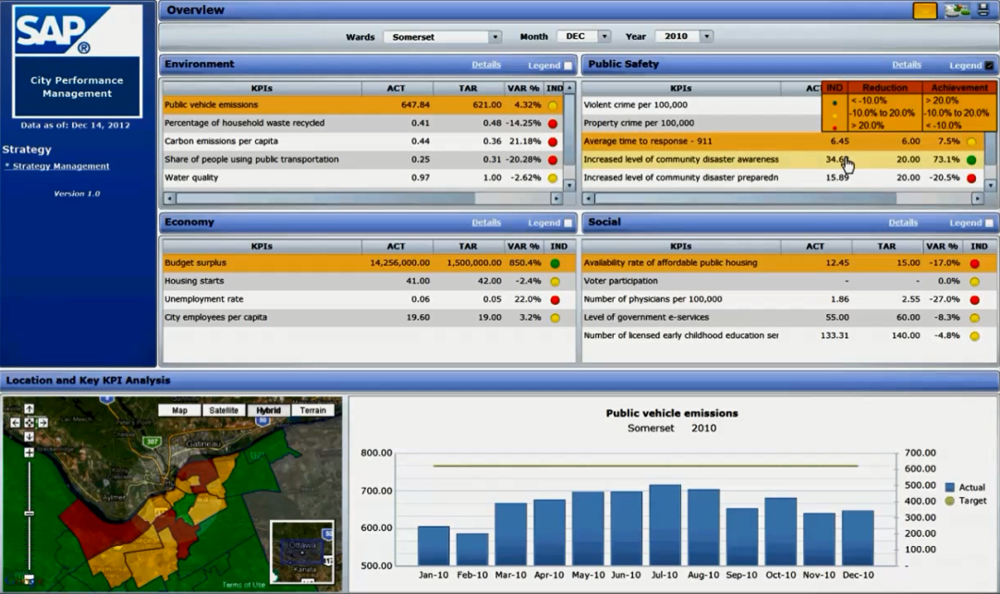 SAP®
City Performance
Management
Data as of: Dec 14, 2012
Strategy
* Strategy Management
Version 1.0
Overview
Wards Somerset Month DEC Year 2010
Environment Details Legend
KPIs ACT TAR VAR % IND
Public vehicle emissions 647.84 621.00 4.32%
Percentage of household waste recycled 0.41 0.48 -14.25%
Carbon emissions per capita 0.44 0.36 21.18%
Share of people using public transportation 0.25 0.31 -20.28%
Water quality 0.97 1.00 -2.62%
Public Safety Details Legend
KPIs AC IND Reduction Achievement
Violent crime per 100,000 < -10.0% > 20.0%
Property crime per 100,000 -10.0% to 20.0% -10.0% to 20.0%
> 20.0% < -10.0%
Average time to response - 911 6.45 6.00 7.5%
Increased level of community disaster awareness 20.00 73.1%
Increased level of community disaster preparedn 15.89 20.00 -20.5%
Economy Details Legend
KPIs ACT TAR VAR % IND
Budget surplus 14,256,000.00 1,500,000.00 850.4%
Housing starts 41.00 42.00 -2.4%
Unemployment rate 0.06 0.05 22.0%
City employees per capita 19.60 19.00 3.2%
Social Details Legend
KPIs ACT TAR VAR % IND
Availability rate of affordable public housing 12.45 15.00 -17.0%
Voter participation - - 0.0%
Number of physicians per 100,000 1.86 2.55 -27.0%
Level of government e-services 55.00 60.00 -8.3%
Number of licensed early childhood education ser 133.31 140.00 -4.8%
Location and Key KPI Analysis
Map Satellite Hybrid Terrain
Gatineau
307
Aylmer
Ottawa
Kanata
Terms of Use
Public vehicle emissions
Somerset 2010
800.00 700.00
600.00
700.00 500.00
400.00
600.00 300.00
200.00
100.00
500.00 -
Actual
Target
Jan-10 Feb-10 Mar-10 Apr-10 May-10 Jun-10 Jul-10 Aug-10 Sep-10 Oct-10 Nov-10 Dec-10